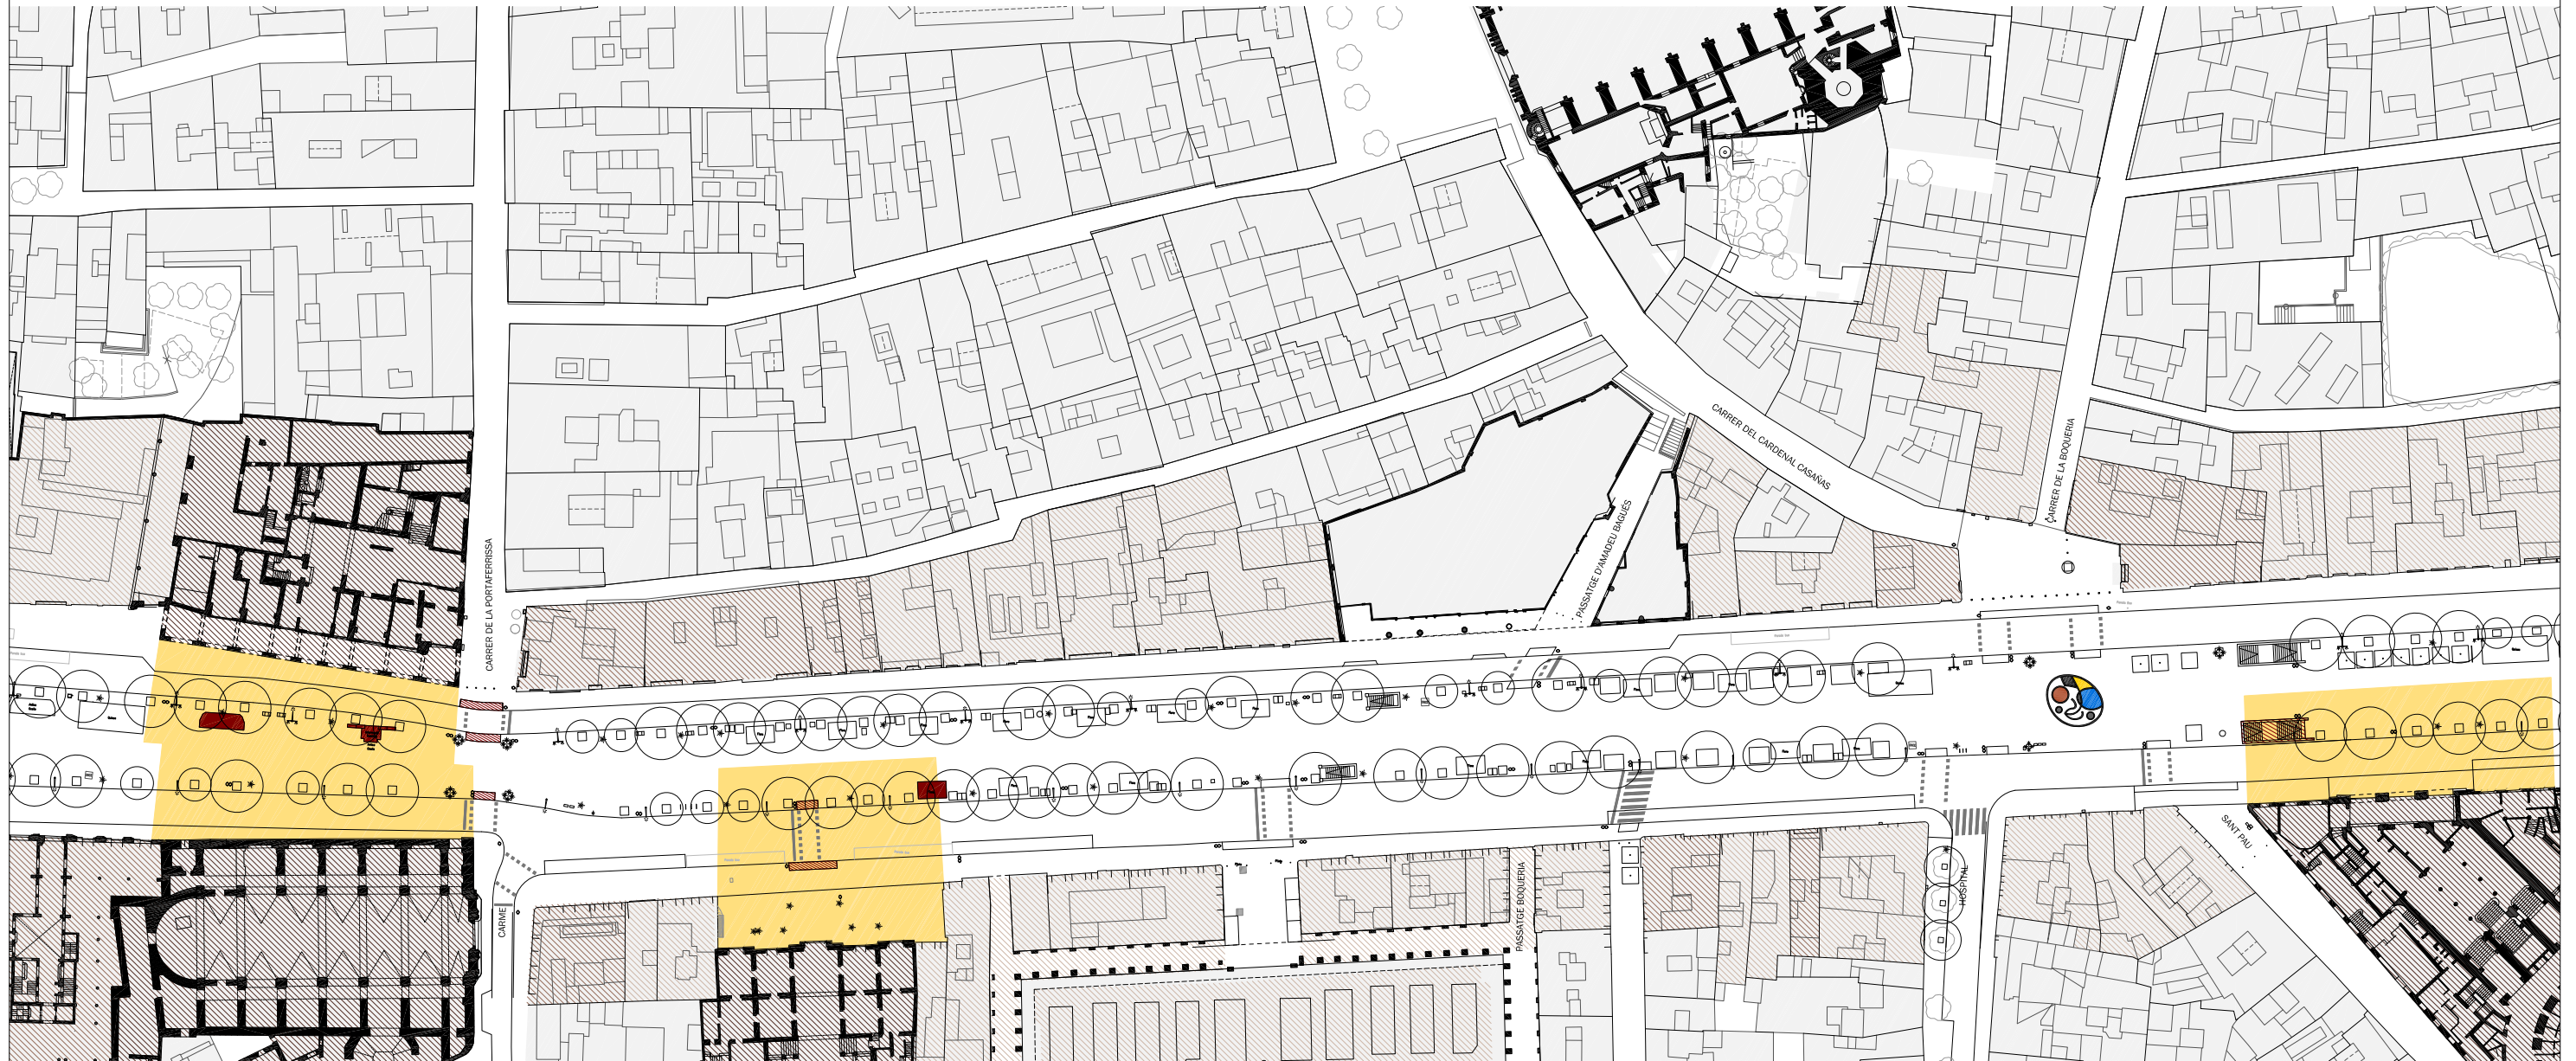 CARRER DE LA PORTAFERRISSA
CARRER DEL CARDENAL CASAÑAS
CARRER DE LA BOQUERIA
PASSATGE D'AMADEU BAGUÉS
CARME
PASSATGE BOQUERIA
HOSPITAL
SANT PAU